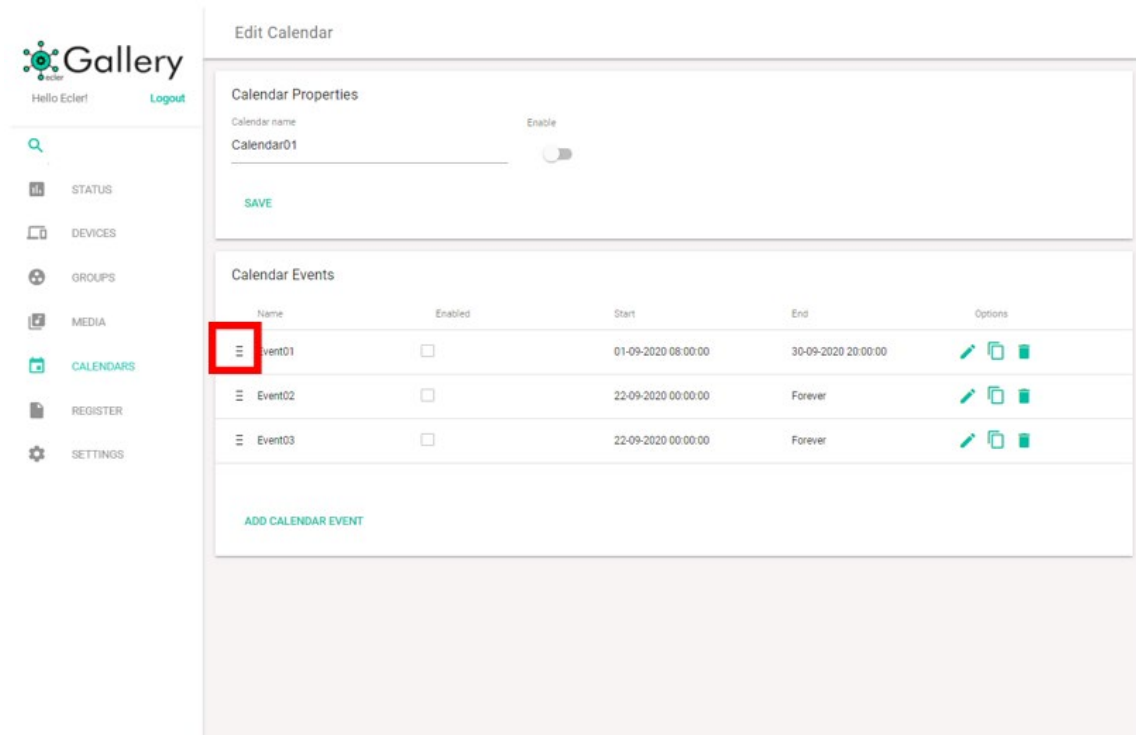 Edit Calendar
Gallery
ecler
Hello Ecler! Logout
STATUS
DEVICES
GROUPS
MEDIA
CALENDARS
REGISTER
SETTINGS
Calendar Properties
Calendar name Enable
Calendar01
SAVE
Calendar Events
Name Enabled Start End Options
Event01 01-09-2020 08:00:00 30-09-2020 20:00:00
Event02 22-09-2020 00:00:00 Forever
Event03 22-09-2020 00:00:00 Forever
ADD CALENDAR EVENT